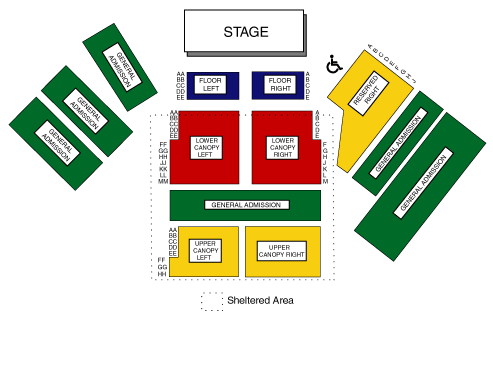 STAGE
GENERAL
ADMISSION
GENERAL
ADMISSION
GENERAL
ADMISSION
AA
BB
CC
DD
EE
FLOOR
LEFT
FLOOR
RIGHT
A
B
C
D
E
A B C D E F G H J
RESERVED
RIGHT
GENERAL ADMISSION
GENERAL ADMISSION
AA
BB
CC
DD
EE
FF
GG
HH
JJ
KK
LL
MM
LOWER
CANOPY
LEFT
LOWER
CANOPY
RIGHT
A
B
C
D
E
F
G
H
J
K
L
M
GENERAL ADMISSION
AA
BB
CC
DD
EE
FF
GG
HH
UPPER
CANOPY
LEFT
UPPER
CANOPY RIGHT
Sheltered Area